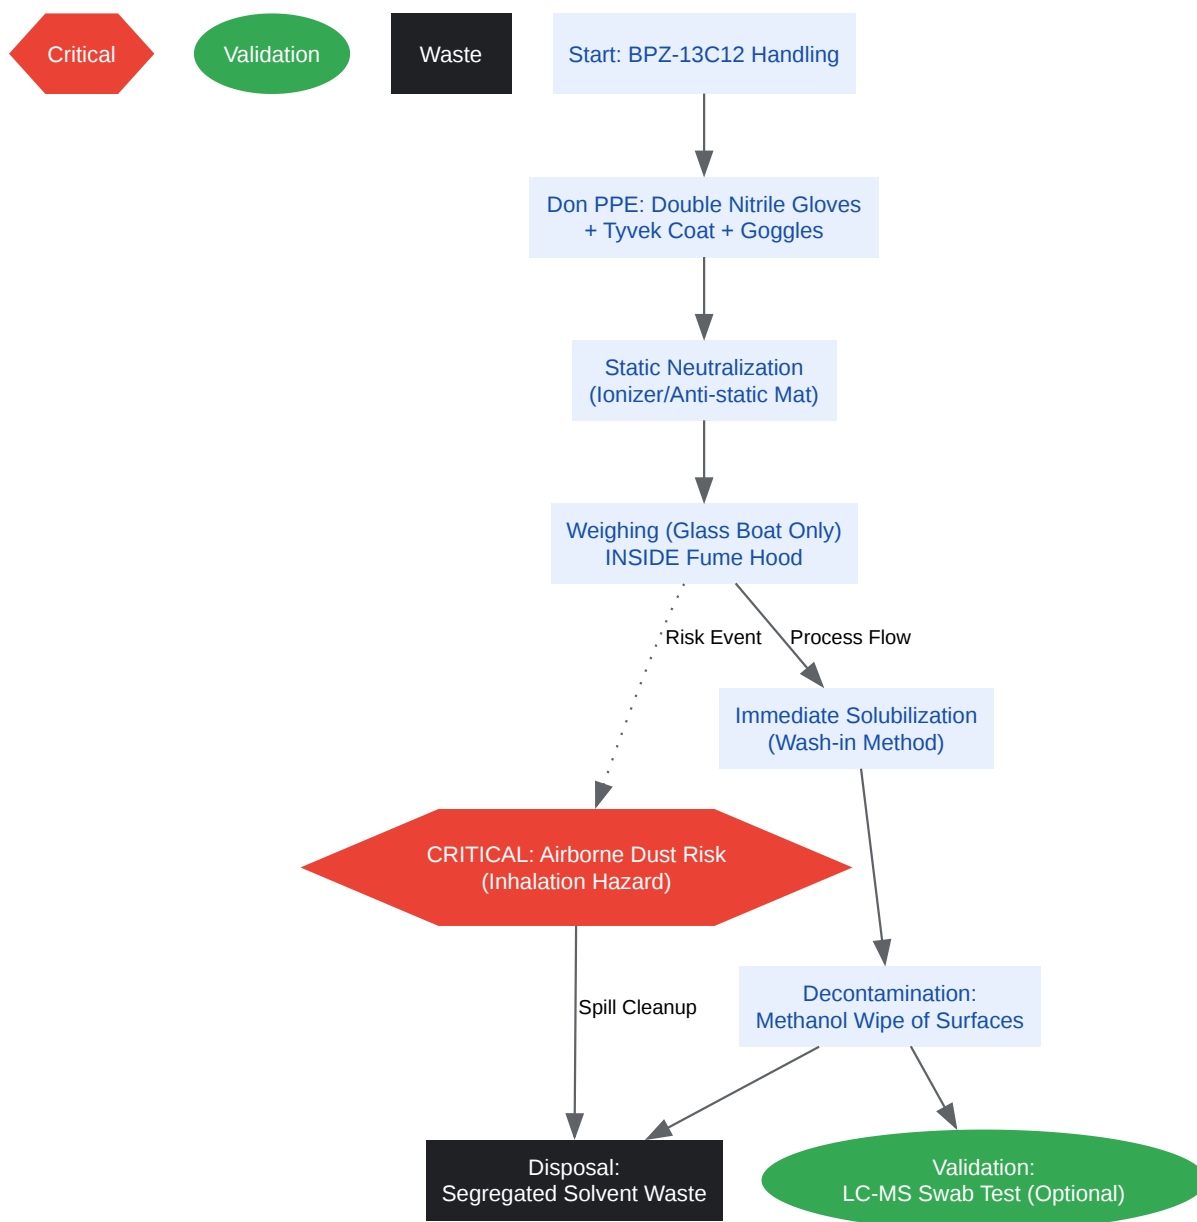 Critical
Validation
Waste
Start: BPZ-13C12 Handling
Don PPE: Double Nitrile Gloves
+ Tyvek Coat + Goggles
Static Neutralization
(Ionizer/Anti-static Mat)
Weighing (Glass Boat Only)
INSIDE Fume Hood
Risk Event
Process Flow
Immediate Solubilization
(Wash-in Method)
CRITICAL: Airborne Dust Risk
(Inhalation Hazard)
Spill Cleanup
Decontamination:
Methanol Wipe of Surfaces
Disposal:
Segregated Solvent Waste
Validation:
LC-MS Swab Test (Optional)